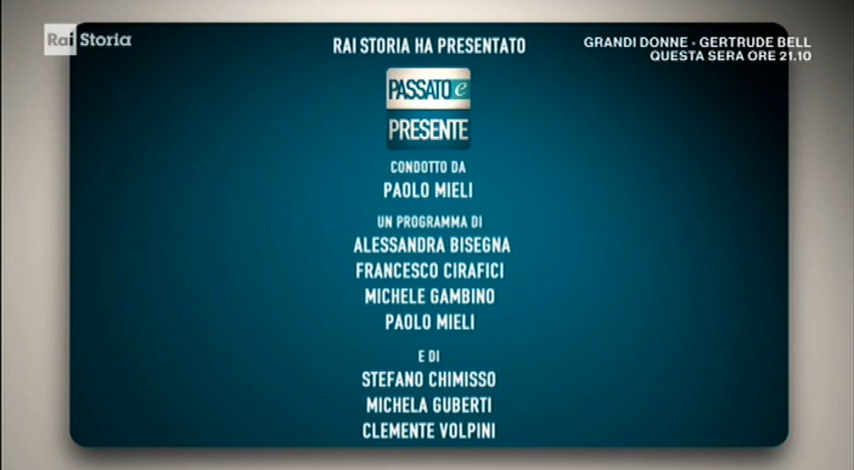 Rai Storia
GRANDI DONNE - GERTRUDE BELL
QUESTA SERA ORE 21.10
RAI STORIA HA PRESENTATO
PASSATO e
PRESENTE
CONDOTTO DA
PAOLO MIELI
UN PROGRAMMA DI
ALESSANDRA BISEGNA
FRANCESCO CIRAFICI
MICHELE GAMBINO
PAOLO MIELI
E DI
STEFANO CHIMISSO
MICHELA GUBERTI
CLEMENTE VOLPINI